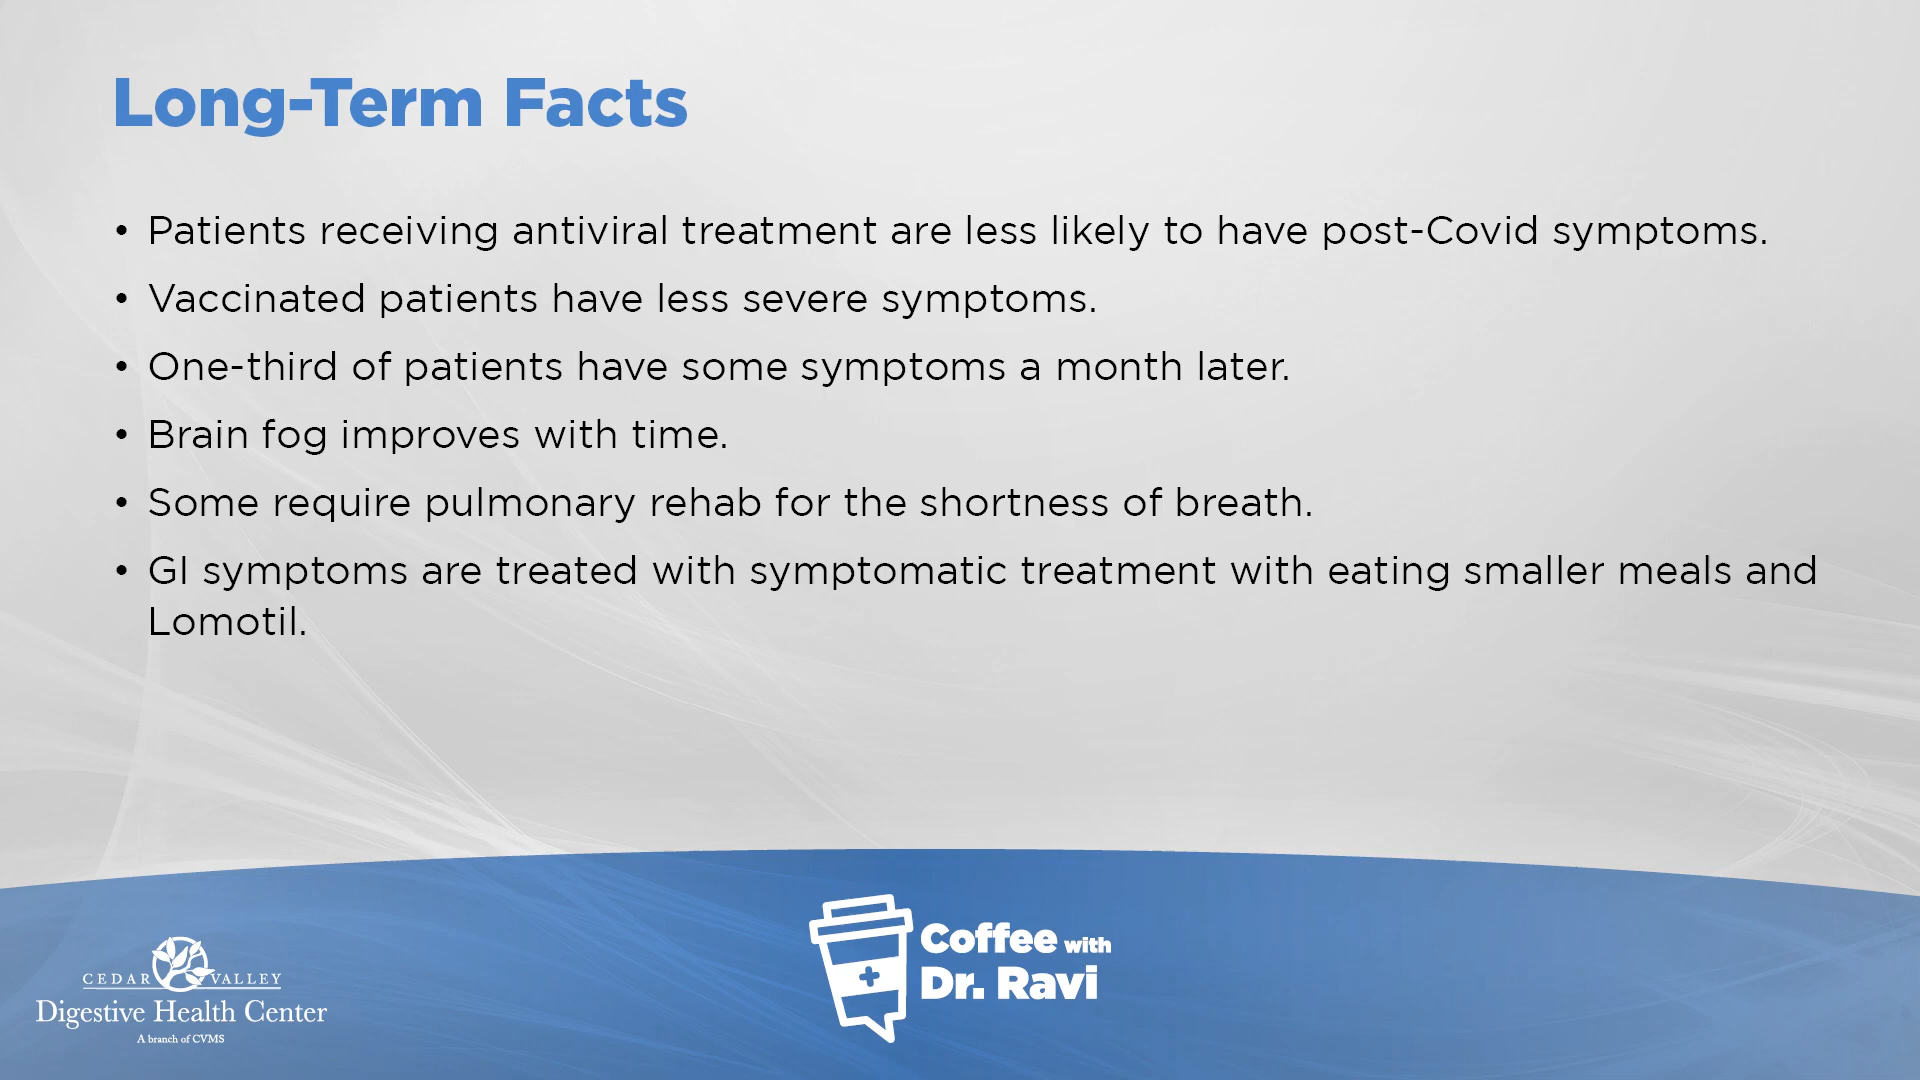 Long-Term Facts
• Patients receiving antiviral treatment are less likely to have post-Covid symptoms.
• Vaccinated patients have less severe symptoms.
• One-third of patients have some symptoms a month later.
• Brain fog improves with time.
• Some require pulmonary rehab for the shortness of breath.
• GI symptoms are treated with symptomatic treatment with eating smaller meals and
Lomotil.
CEDAR VALLEY
Digestive Health Center
A branch of CVMS
Coffee with
Dr. Ravi